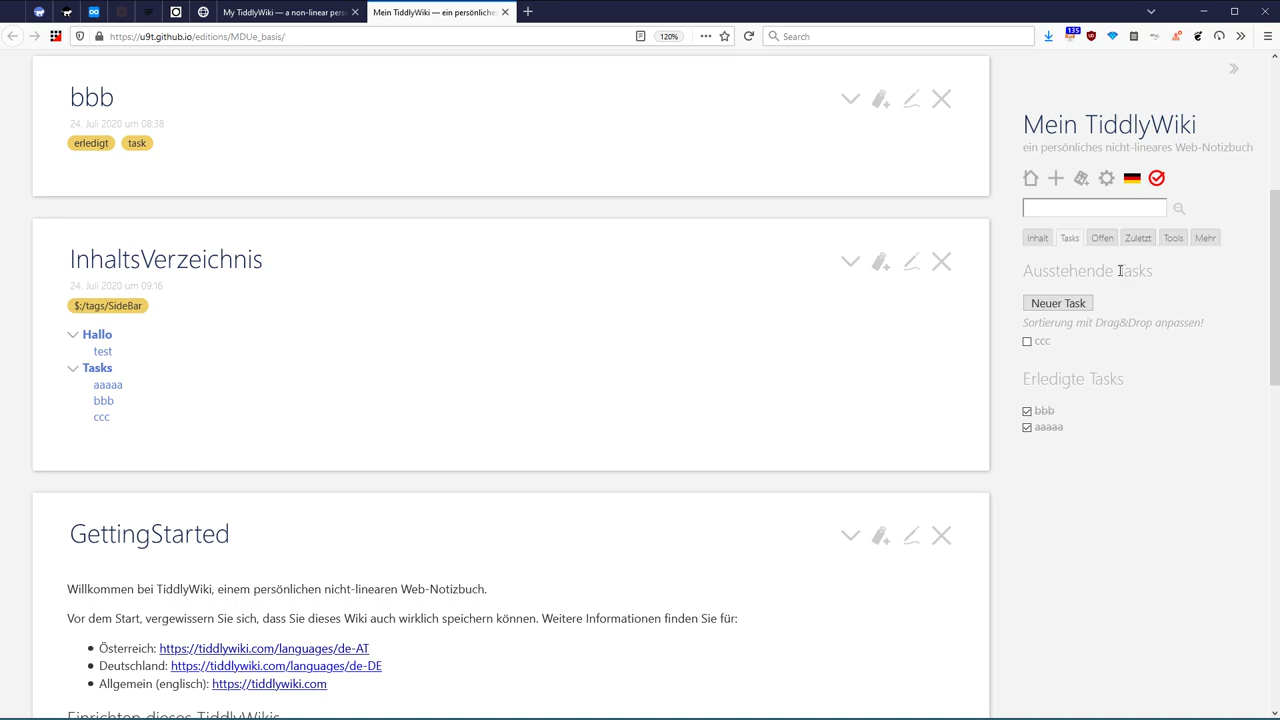 My TiddlyWiki — a non-linear pers
Mein TiddlyWiki — ein persönliche
https://u9t.github.io/editions/MDUe_basis/
120%
Search
135
bbb
24. Juli 2020 um 08:38
erledigt task
InhaltsVerzeichnis
24. Juli 2020 um 09:16
$:/tags/SideBar
Hallo
test
Tasks
aaaaa
bbb
ccc
GettingStarted
Willkommen bei TiddlyWiki, einem persönlichen nicht-linearen Web-Notizbuch.
Vor dem Start, vergewissern Sie sich, dass Sie dieses Wiki auch wirklich speichern können. Weitere Informationen finden Sie für:
Österreich: https://tiddlywiki.com/languages/de-AT
Deutschland: https://tiddlywiki.com/languages/de-DE
Allgemein (englisch): https://tiddlywiki.com
Einrichten dieses TiddlyWikis
Mein TiddlyWiki
ein persönliches nicht-lineares Web-Notizbuch
Inhalt Tasks Offen Zuletzt Tools Mehr
Ausstehende Tasks
Neuer Task
Sortierung mit Drag&Drop anpassen!
ccc
Erledigte Tasks
bbb
aaaaa